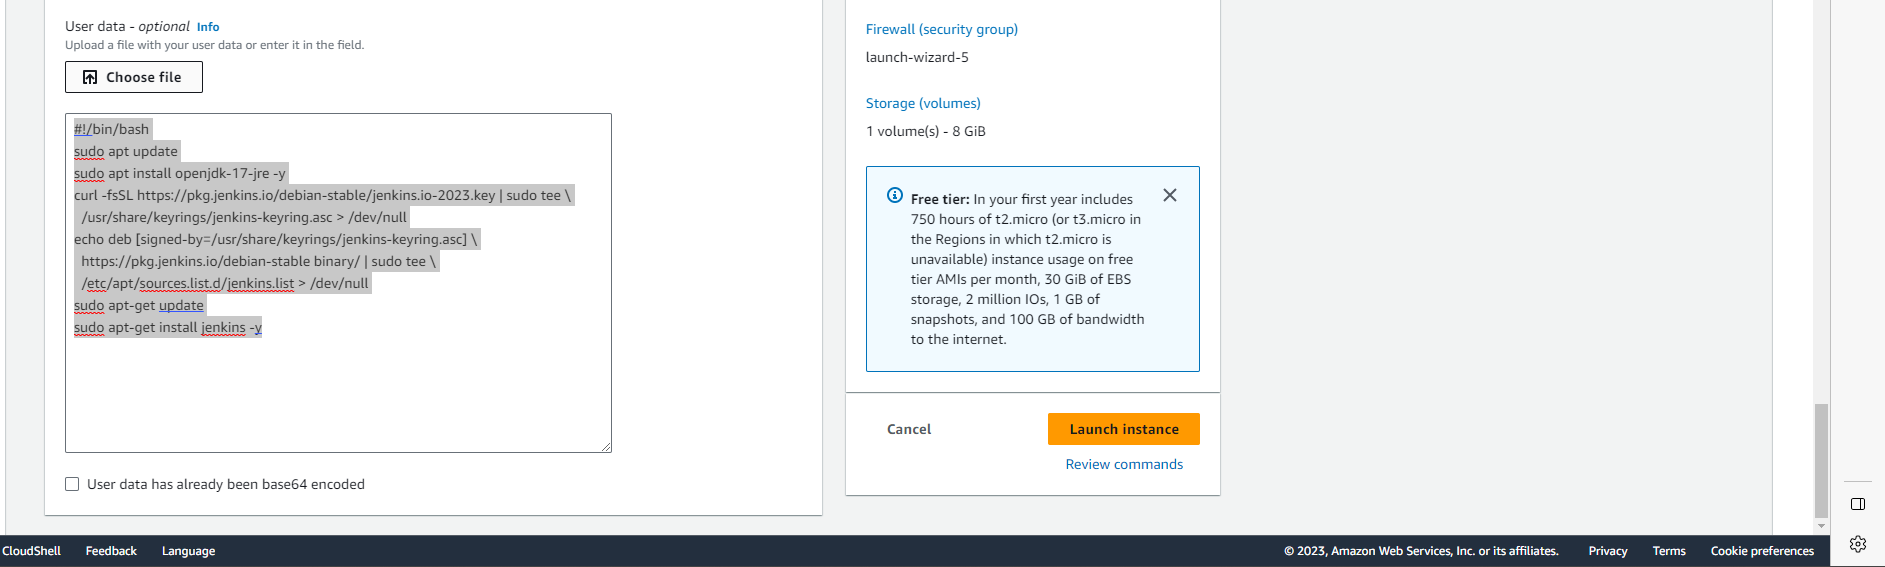 User data - optional Info
Upload a file with your user data or enter it in the field.
Choose file
#!/bin/bash
sudo apt update
sudo apt install openjdk-17-jre -y
curl -fsSL https://pkg.jenkins.io/debian-stable/jenkins.io-2023.key | sudo tee \
/usr/share/keyrings/jenkins-keyring.asc > /dev/null
echo deb [signed-by=/usr/share/keyrings/jenkins-keyring.asc] \
https://pkg.jenkins.io/debian-stable binary/ | sudo tee \
/etc/apt/sources.list.d/jenkins.list > /dev/null
sudo apt-get update
sudo apt-get install jenkins -y
User data has already been base64 encoded
Firewall (security group)
launch-wizard-5
Storage (volumes)
1 volume(s) - 8 GiB
Free tier: In your first year includes
750 hours of t2.micro (or t3.micro in
the Regions in which t2.micro is
unavailable) instance usage on free
tier AMIs per month, 30 GiB of EBS
storage, 2 million IOs, 1 GB of
snapshots, and 100 GB of bandwidth
to the internet.
Cancel
Launch instance
Review commands
CloudShell Feedback Language © 2023, Amazon Web Services, Inc. or its affiliates. Privacy Terms Cookie preferences